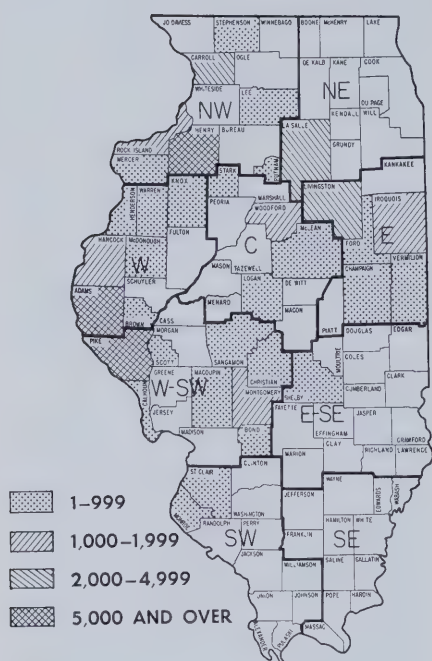 JO DAVIESS STEPHENSON WINNEBAGO BOONE McHENRY LAKE
CARROLL OGLE DE KALB KANE COOK
WHITESIDE LEE DU PAGE
NW NE
KENDALL WILL
ROCK ISLAND HENRY BUREAU LA SALLE GRUNDY
MERCER PUTNAM KANKAKEE
HENDERSON WARREN KNOX STARK MARSHALL LIVINGSTON IROQUOIS
PEORIA WOODFORD
HANCOCK McDONOUGH FULTON C McLEAN FORD E
W MASON TAZEWELL VERMILION
SCHUYLER LOGAN DE WITT CHAMPAIGN
ADAMS MENARD
BROWN CASS MACON PIATT DOUGLAS EDGAR
PIKE MORGAN
SCOTT SANGAMON MOULTRIE COLES
GREENE MACOUPIN CHRISTIAN CLARK
CALHOUN W-SW MONTGOMERY SHELBY CUMBERLAND
JERSEY FAYETTE E-SE JASPER
BOND EFFINGHAM CRAWFORD
MADISON CLAY RICHLAND LAWRENCE
MARION
ST CLAIR CLINTON WAYNE
WASHINGTON JEFFERSON EDWARDS WABASH
MONROE RANDOLPH PERRY HAMILTON WHITE
SW FRANKLIN SE
JACKSON SALINE GALLATIN
WILLIAMSON
UNION JOHNSON POPE HARDIN
ALEXANDER PULASKI MASSAC
1–999
1,000–1,999
2,000–4,999
5,000 AND OVER